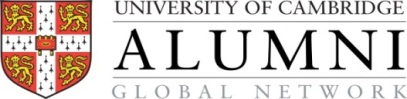 UNIVERSITY OF CAMBRIDGE
ALUMNI
GLOBAL NETWORK